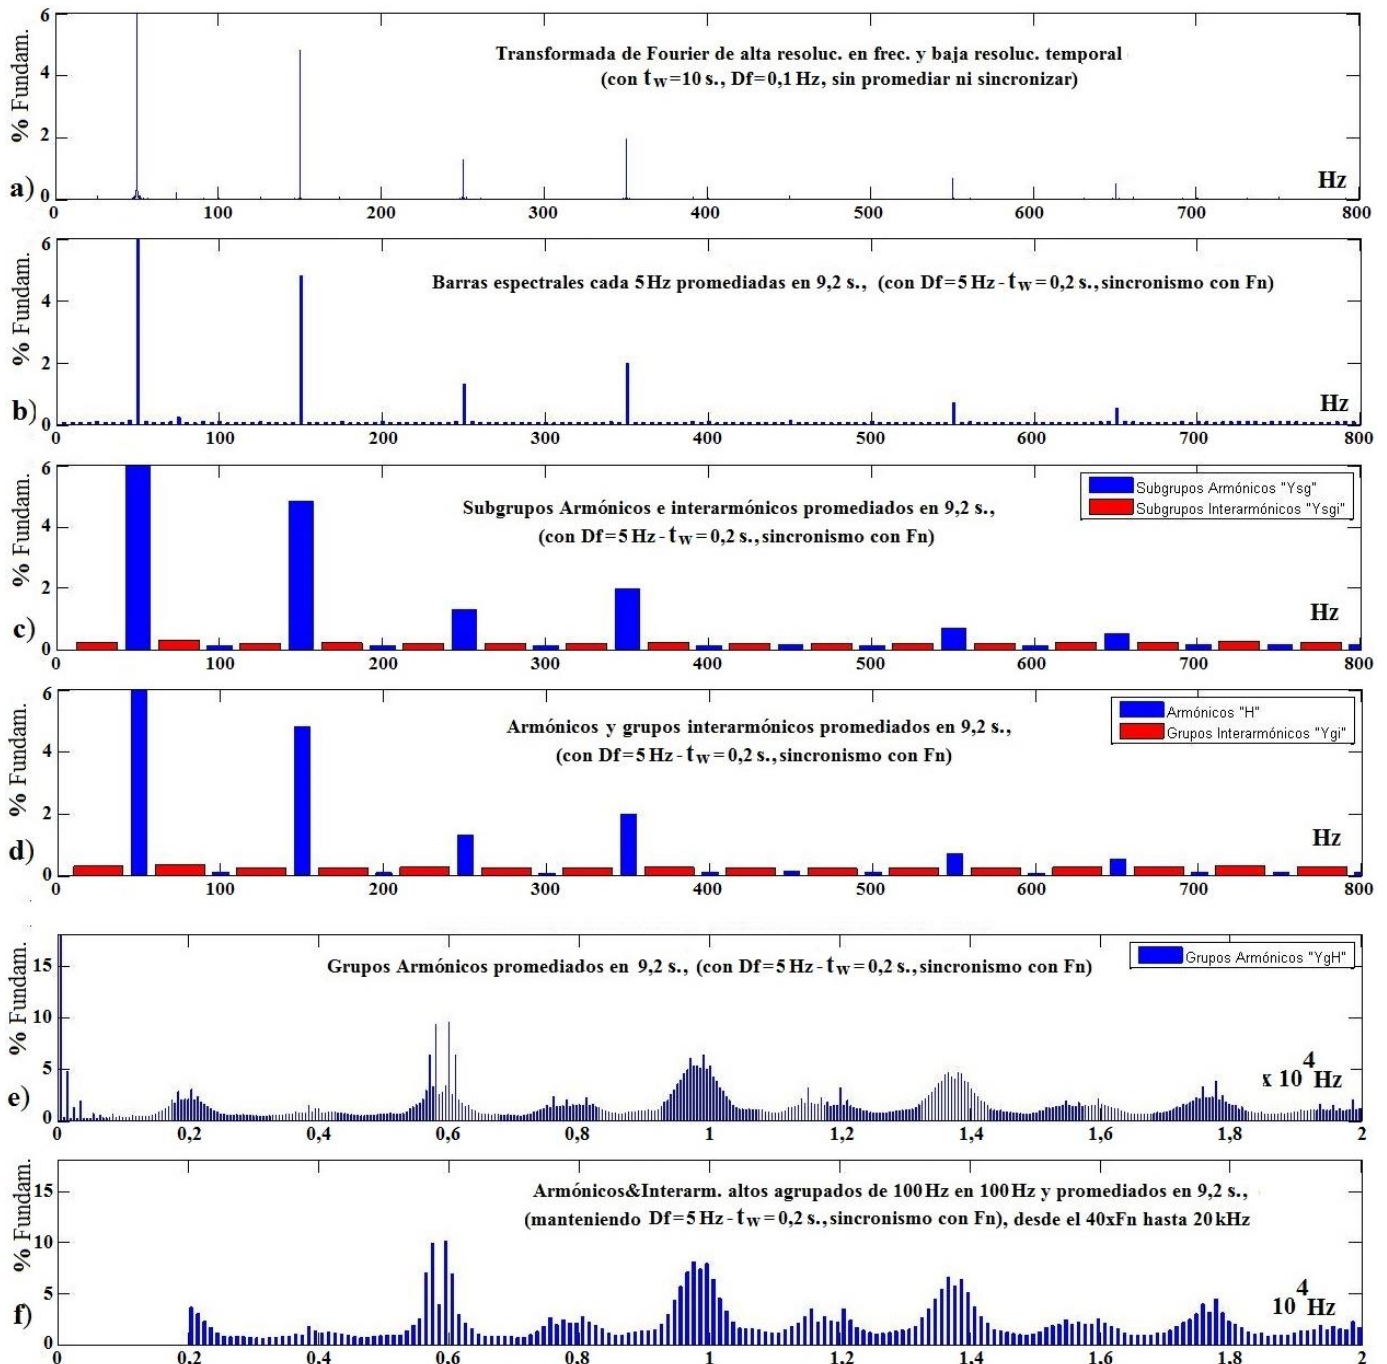 % Fundam.
6
4
2
0
Transformada de Fourier de alta resoluc. en frec. y baja resoluc. temporal
(con tw=10 s., Df=0,1 Hz, sin promediar ni sincronizar)
a)
Hz
0 100 200 300 400 500 600 700 800
% Fundam.
6
4
2
0
Barras espectrales cada 5Hz promediadas en 9,2 s., (con Df=5 Hz - tw=0,2 s., sincronismo con Fn)
b)
Hz
0 100 200 300 400 500 600 700 800
% Fundam.
6
4
2
0
Subgrupos Armónicos "Ysg"
Subgrupos Interarmónicos "Ysgi"
Subgrupos Armónicos e interarmónicos promediados en 9,2 s.,
(con Df=5 Hz - tw=0,2 s., sincronismo con Fn)
c)
Hz
0 100 200 300 400 500 600 700 800
% Fundam.
6
4
2
0
Armónicos "H"
Grupos Interarmónicos "Ygi"
Armónicos y grupos interarmónicos promediados en 9,2 s.,
(con Df=5 Hz - tw=0,2 s., sincronismo con Fn)
d)
Hz
0 100 200 300 400 500 600 700 800
% Fundam.
15
10
5
0
Grupos Armónicos promediados en 9,2 s., (con Df=5 Hz - tw=0,2 s., sincronismo con Fn)
Grupos Armónicos "YgH"
e)
x 10^4 Hz
0 0,2 0,4 0,6 0,8 1 1,2 1,4 1,6 1,8 2
% Fundam.
15
10
5
0
Armónicos&Interarm. altos agrupados de 100Hz en 100Hz y promediados en 9,2 s.,
(manteniendo Df=5 Hz - tw=0,2 s., sincronismo con Fn), desde el 40xFn hasta 20kHz
f)
10^4 Hz
0 0,2 0,4 0,6 0,8 1 1,2 1,4 1,6 1,8 2